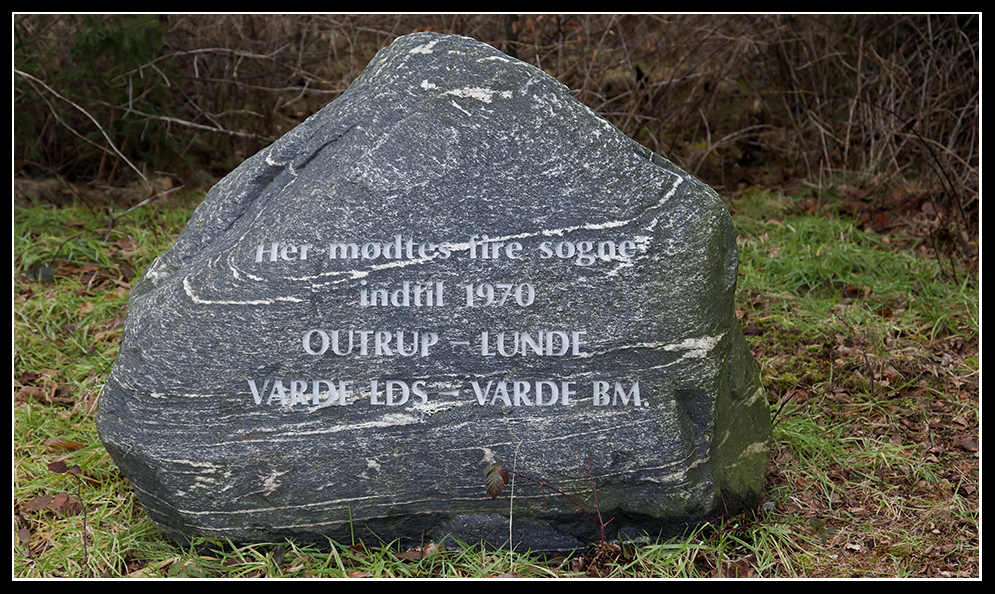 Her mødtes fire sogne
indtil 1970
OUTRUP – LUNDE
VARDE LDS – VARDE BM.